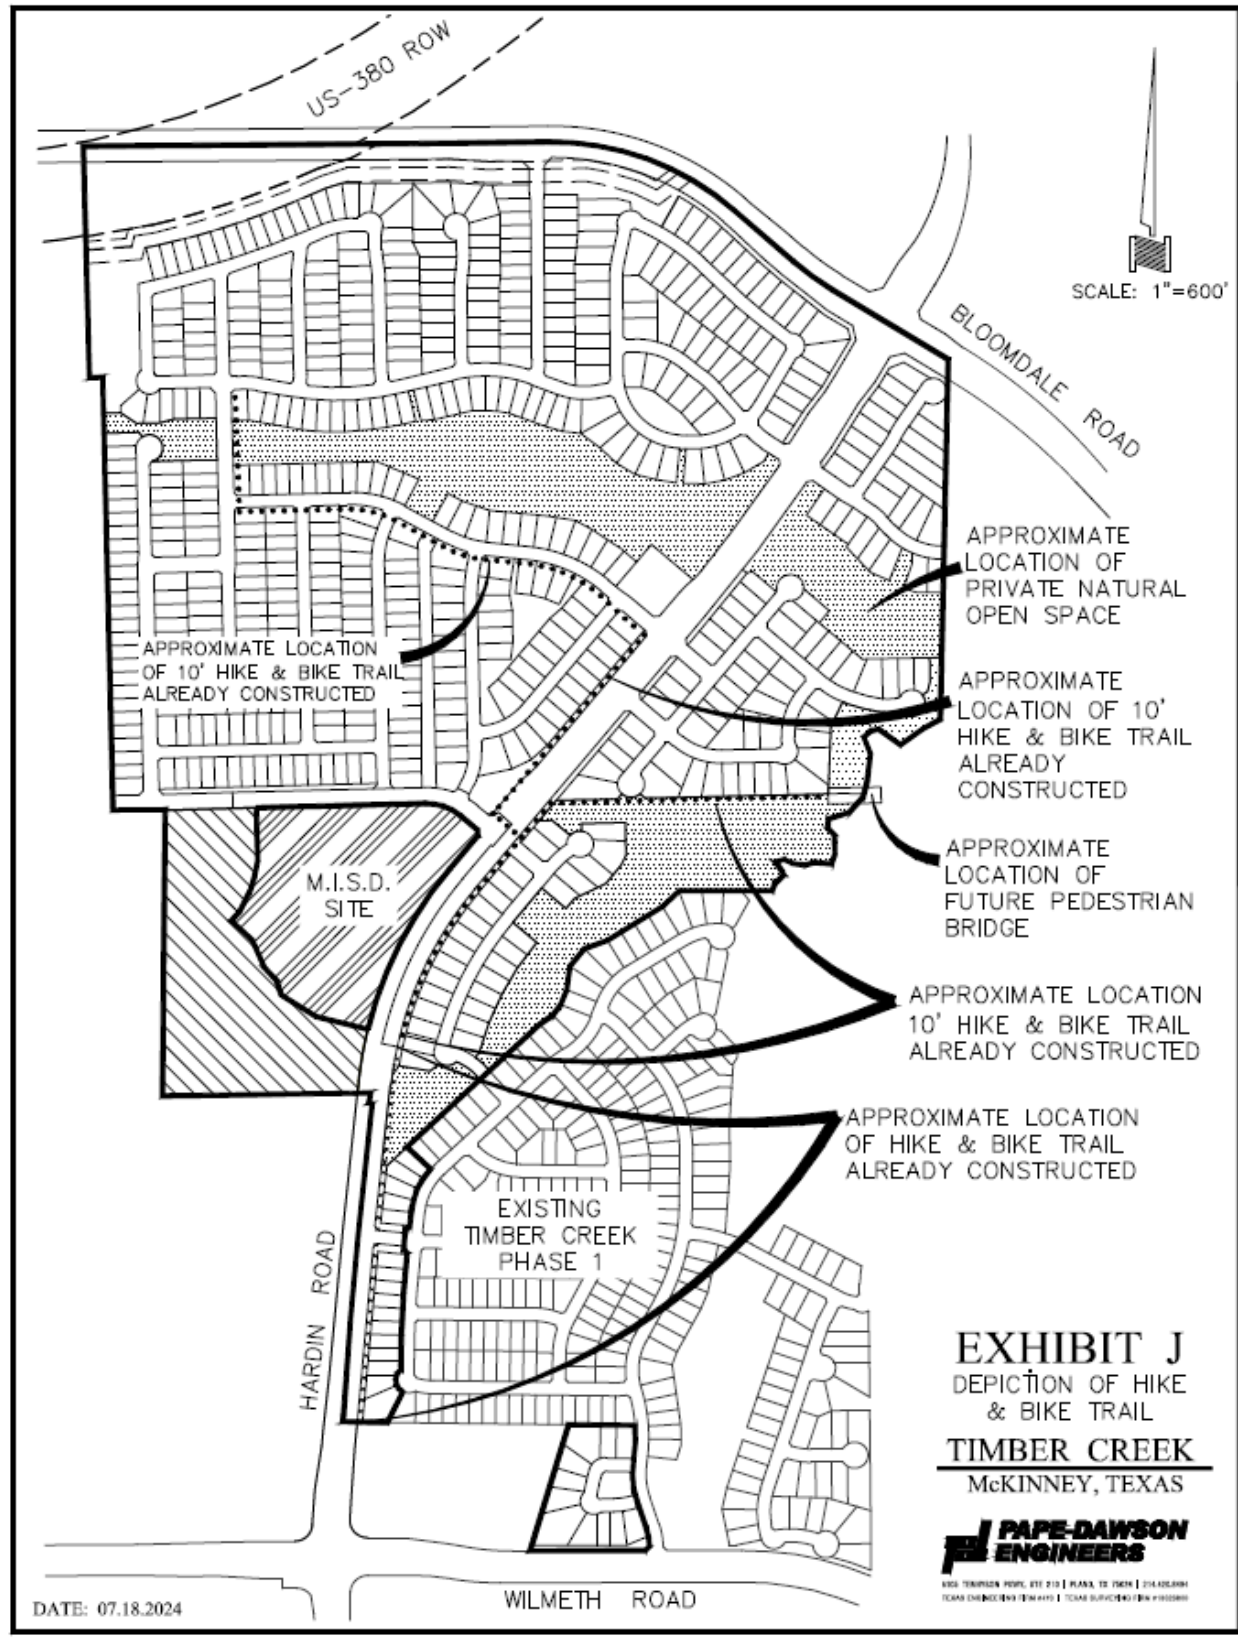 US-380 ROW
SCALE: 1"=600'
BLOOMDALE ROAD
APPROXIMATE
LOCATION OF
PRIVATE NATURAL
OPEN SPACE
APPROXIMATE LOCATION
OF 10' HIKE & BIKE TRAIL
ALREADY CONSTRUCTED
APPROXIMATE
LOCATION OF 10'
HIKE & BIKE TRAIL
ALREADY
CONSTRUCTED
APPROXIMATE
LOCATION OF
FUTURE PEDESTRIAN
BRIDGE
M.I.S.D.
SITE
APPROXIMATE LOCATION
10' HIKE & BIKE TRAIL
ALREADY CONSTRUCTED
APPROXIMATE LOCATION
OF HIKE & BIKE TRAIL
ALREADY CONSTRUCTED
EXISTING
TIMBER CREEK
PHASE 1
HARDIN ROAD
EXHIBIT J
DEPICTION OF HIKE
& BIKE TRAIL
TIMBER CREEK
McKINNEY, TEXAS
PAPE-DAWSON
ENGINEERS
WILMETH ROAD
DATE: 07.18.2024